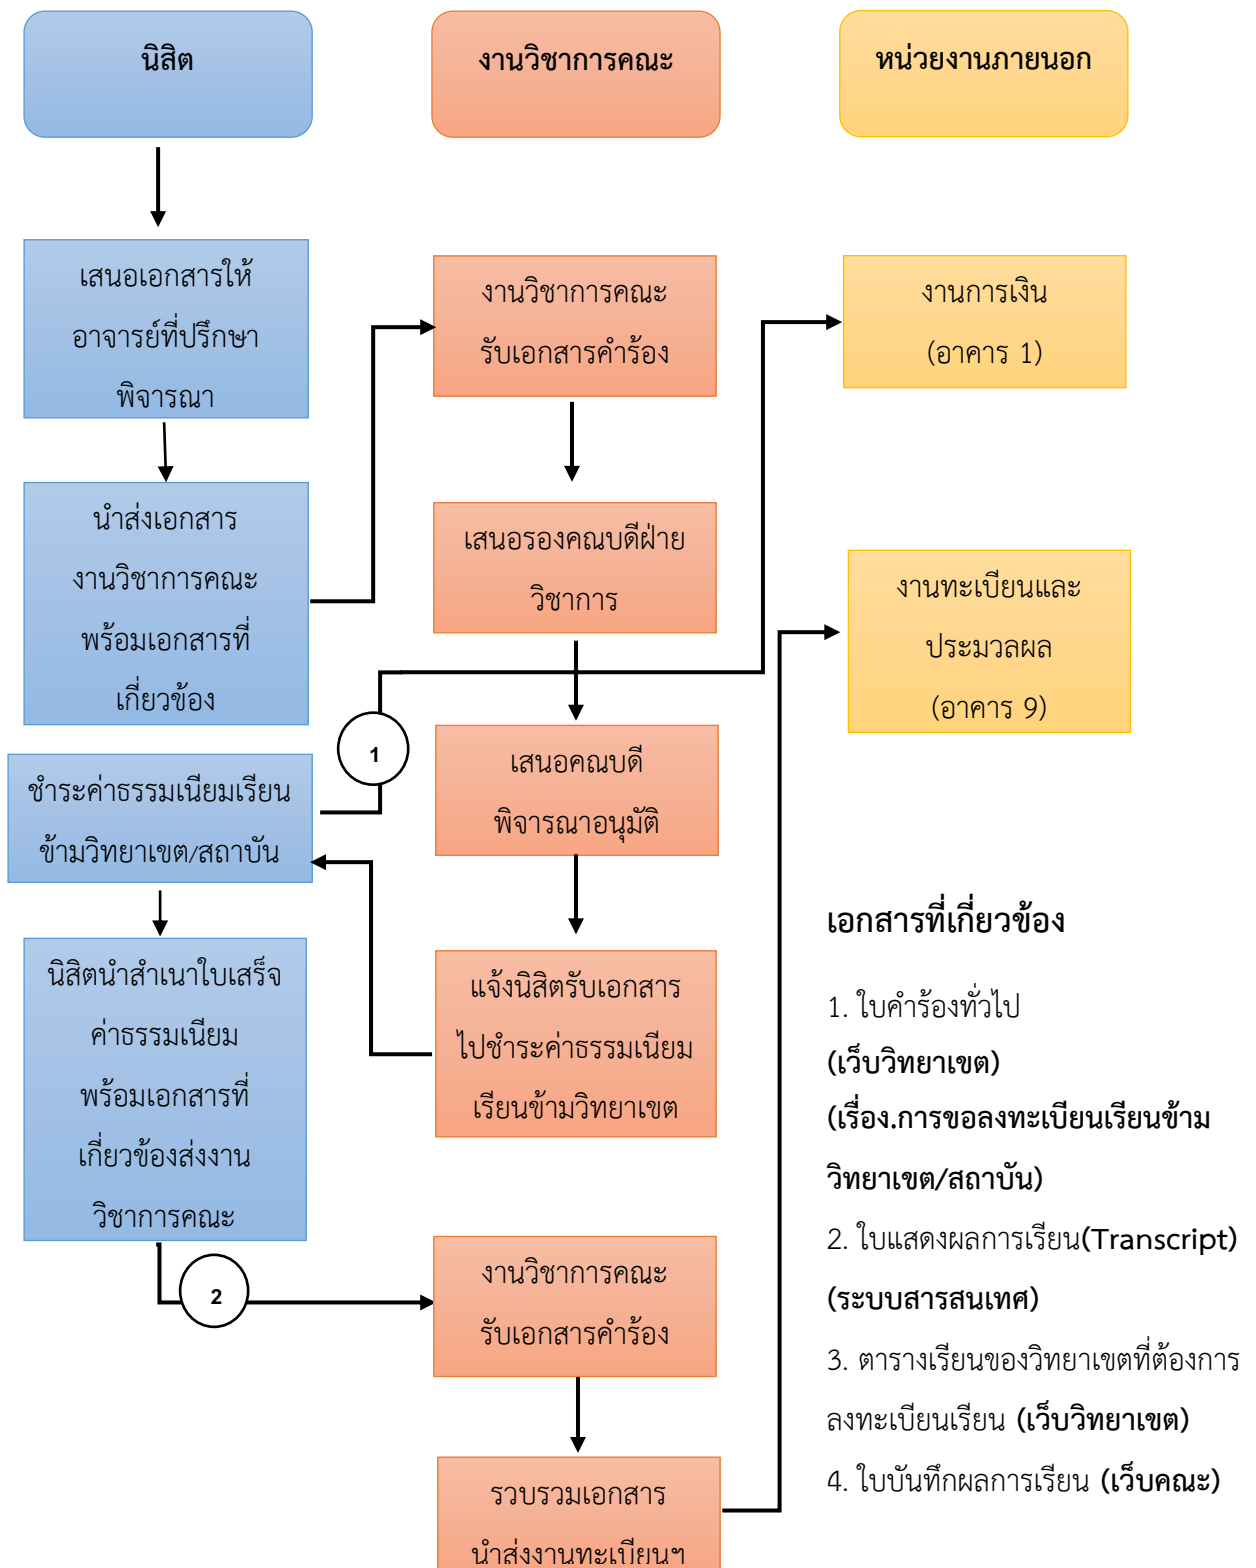 นิสิต
งานวิชาการคณะ
หน่วยงานภายนอก
เสนอเอกสารให้
อาจารย์ที่ปรึกษา
พิจารณา
งานวิชาการคณะ
รับเอกสารคำร้อง
งานการเงิน
(อาคาร 1)
นำส่งเอกสาร
งานวิชาการคณะ
พร้อมเอกสารที่
เกี่ยวข้อง
เสนอรองคณบดีฝ่าย
วิชาการ
งานทะเบียนและ
ประมวลผล
(อาคาร 9)
1
เสนอคณบดี
พิจารณาอนุมัติ
ชำระค่าธรรมเนียมเรียน
ข้ามวิทยาเขต/สถาบัน
นิสิตนำสำเนาใบเสร็จ
ค่าธรรมเนียม
พร้อมเอกสารที่
เกี่ยวข้องส่งงาน
วิชาการคณะ
แจ้งนิสิตรับเอกสาร
ไปชำระค่าธรรมเนียม
เรียนข้ามวิทยาเขต
2
งานวิชาการคณะ
รับเอกสารคำร้อง
รวบรวมเอกสาร
นำส่งงานทะเบียนฯ
เอกสารที่เกี่ยวข้อง
1. ใบคำร้องทั่วไป
(เว็บวิทยาเขต)
(เรื่อง.การขอลงทะเบียนเรียนข้าม
วิทยาเขต/สถาบัน)
2. ใบแสดงผลการเรียน(Transcript)
(ระบบสารสนเทศ)
3. ตารางเรียนของวิทยาเขตที่ต้องการ
ลงทะเบียนเรียน (เว็บวิทยาเขต)
4. ใบบันทึกผลการเรียน (เว็บคณะ)